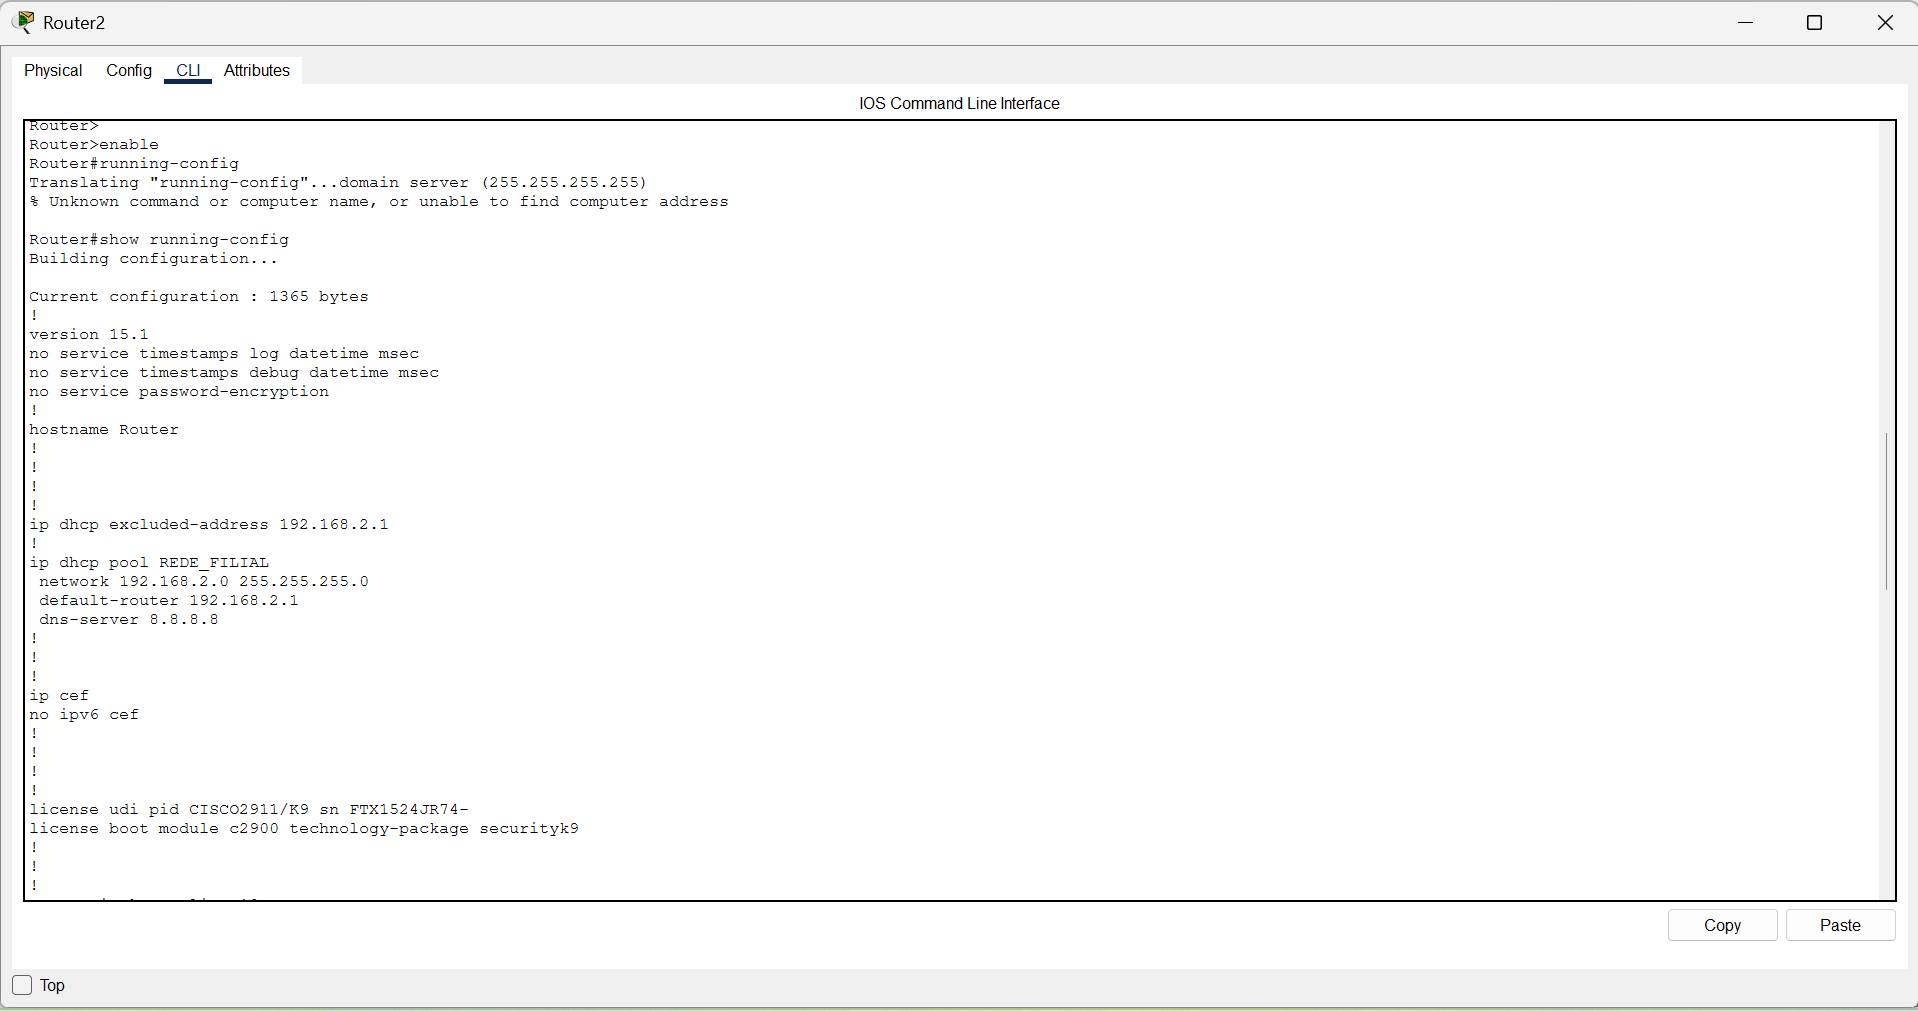 Router2
Physical Config CLI Attributes
IOS Command Line Interface
Router>
Router>enable
Router#running-config
Translating "running-config"...domain server (255.255.255.255)
% Unknown command or computer name, or unable to find computer address
Router#show running-config
Building configuration...
Current configuration : 1365 bytes
!
version 15.1
no service timestamps log datetime msec
no service timestamps debug datetime msec
no service password-encryption
!
hostname Router
!
!
!
!
ip dhcp excluded-address 192.168.2.1
!
ip dhcp pool REDE_FILIAL
network 192.168.2.0 255.255.255.0
default-router 192.168.2.1
dns-server 8.8.8.8
!
!
!
ip cef
no ipv6 cef
!
!
!
!
license udi pid CISCO2911/K9 sn FTX1524JR74-
license boot module c2900 technology-package securityk9
!
!
!
Copy Paste
Top